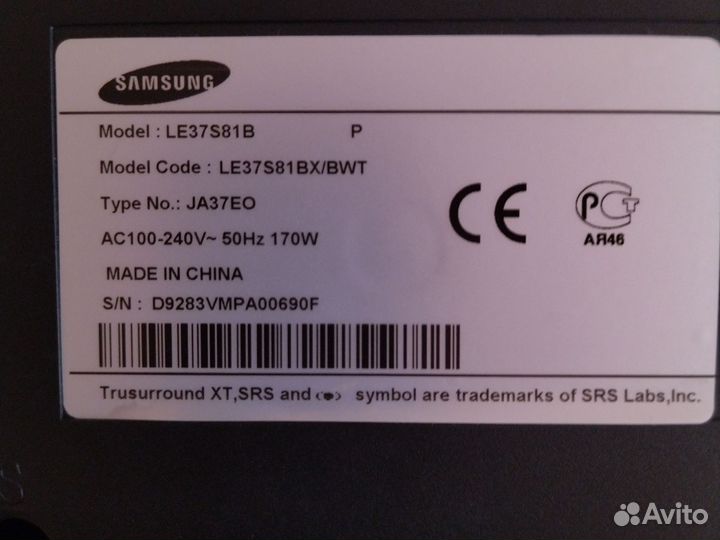 SAMSUNG
Model : LE37S81B P
Model Code : LE37S81BX/BWT
Type No.: JA37EO
AC100-240V~ 50Hz 170W
MADE IN CHINA
S/N : D9283VMPA00690F
CE
РСТ
АЯ46
Trusurround XT,SRS and symbol are trademarks of SRS Labs,Inc.
S
Avito